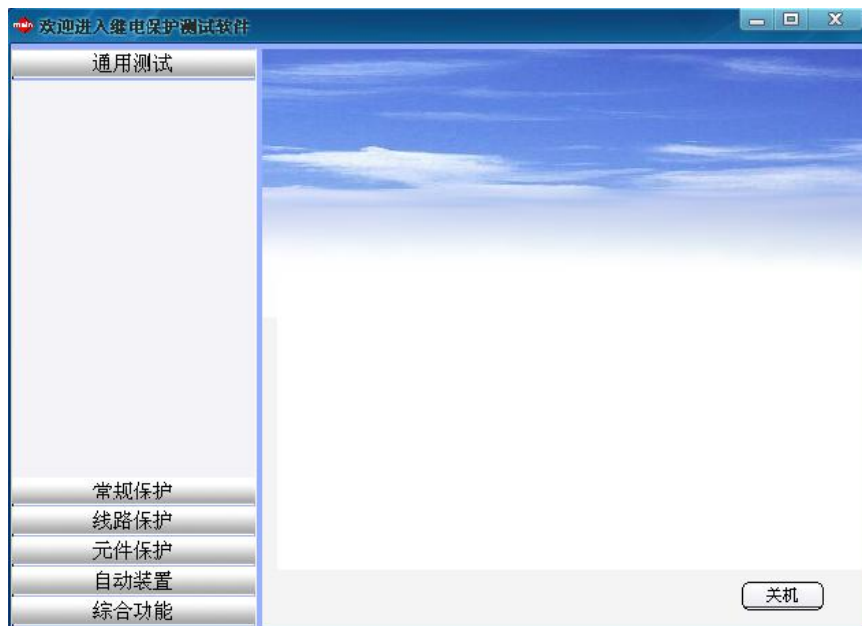 main 欢迎进入继电保护测试软件
通用测试
常规保护
线路保护
元件保护
自动装置
综合功能
关机